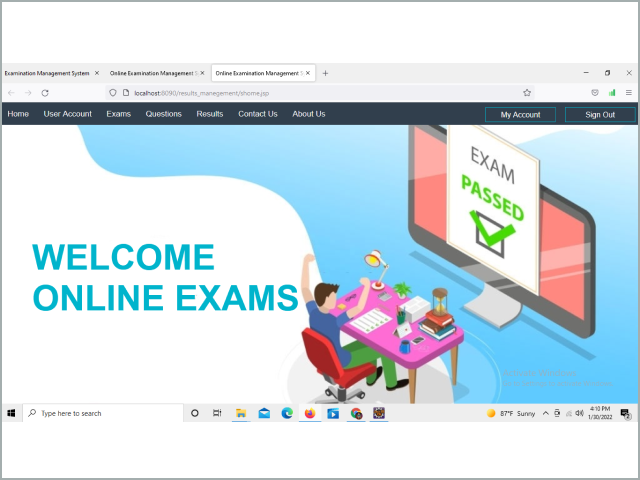 Examination Management System
Online Examination Management S
Online Examination Management S
localhost:8090/results_manegement/shome.jsp
Home User Account Exams Questions Results Contact Us About Us My Account Sign Out
EXAM
PASSED
WELCOME
ONLINE EXAMS
Type here to search
87°F Sunny
4:10 PM
1/30/2022
2